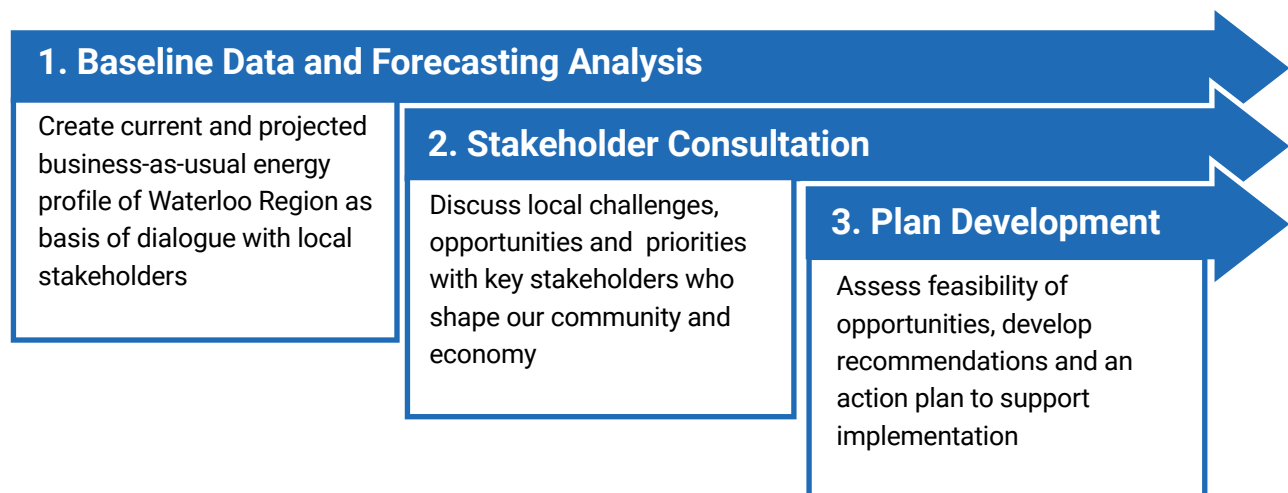 1. Baseline Data and Forecasting Analysis
Create current and projected
business-as-usual energy
profile of Waterloo Region as
basis of dialogue with local
stakeholders
2. Stakeholder Consultation
Discuss local challenges,
opportunities and  priorities
with key stakeholders who
shape our community and
economy
3. Plan Development
Assess feasibility of
opportunities, develop
recommendations and an
action plan to support
implementation